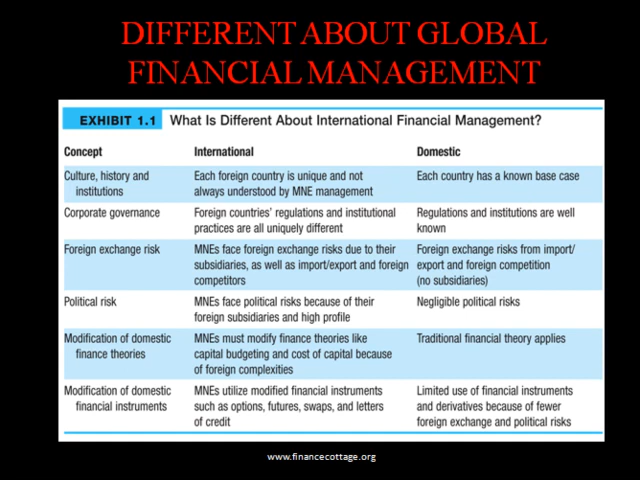 DIFFERENT ABOUT GLOBAL
FINANCIAL MANAGEMENT
EXHIBIT 1.1 What Is Different About International Financial Management?
Concept International Domestic
Culture, history and Each foreign country is unique and not Each country has a known base case
institutions always understood by MNE management
Corporate governance Foreign countries' regulations and institutional Regulations and institutions are well
practices are all uniquely different known
Foreign exchange risk MNEs face foreign exchange risks due to their Foreign exchange risks from import/
subsidiaries, as well as import/export and foreign export and foreign competition
competitors (no subsidiaries)
Political risk MNEs face political risks because of their Negligible political risks
foreign subsidiaries and high profile
Modification of domestic MNEs must modify finance theories like Traditional financial theory applies
finance theories capital budgeting and cost of capital because
of foreign complexities
Modification of domestic MNEs utilize modified financial instruments Limited use of financial instruments
financial instruments such as options, futures, swaps, and letters and derivatives because of fewer
of credit foreign exchange and political risks
www.financecottage.org